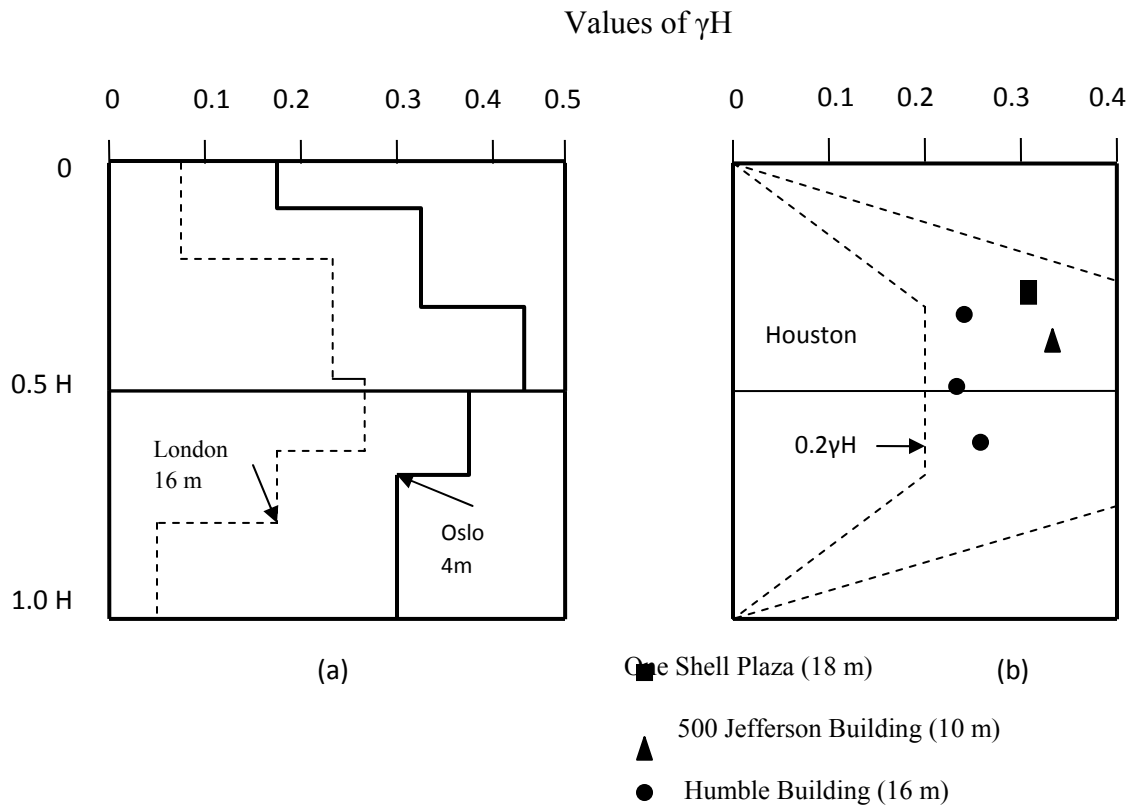 Values of γH
0 0.1 0.2 0.3 0.4 0.5
0 0.1 0.2 0.3 0.4
0
0.5 H
1.0 H
London
16 m
Oslo
4m
Houston
0.2γH
(a)
(b)
One Shell Plaza (18 m)
500 Jefferson Building (10 m)
Humble Building (16 m)